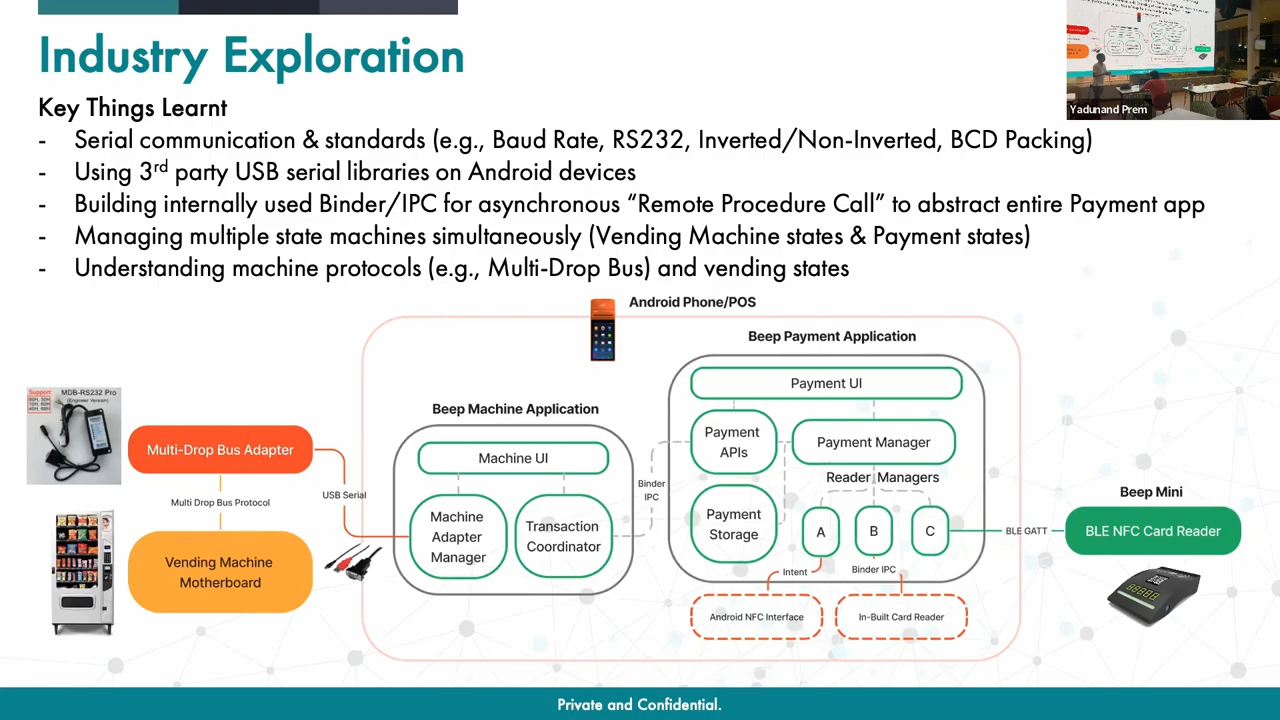 Industry Exploration
Yadunand Prem
Key Things Learnt
- Serial communication & standards (e.g., Baud Rate, RS232, Inverted/Non-Inverted, BCD Packing)
- Using 3rd party USB serial libraries on Android devices
- Building internally used Binder/IPC for asynchronous “Remote Procedure Call” to abstract entire Payment app
- Managing multiple state machines simultaneously (Vending Machine states & Payment states)
- Understanding machine protocols (e.g., Multi-Drop Bus) and vending states
Android Phone/POS
Beep Payment Application
Payment UI
Payment
APIs
Payment Manager
Reader Managers
Payment
Storage
A
B
C
Intent
Binder IPC
Android NFC Interface
In-Built Card Reader
Beep Machine Application
Machine UI
Machine
Adapter
Manager
Transaction
Coordinator
Binder
IPC
Support
MDB-RS232 Pro
(Engineer Version)
Multi-Drop Bus Adapter
Multi Drop Bus Protocol
USB Serial
Vending Machine
Motherboard
BLE GATT
Beep Mini
BLE NFC Card Reader
Private and Confidential.